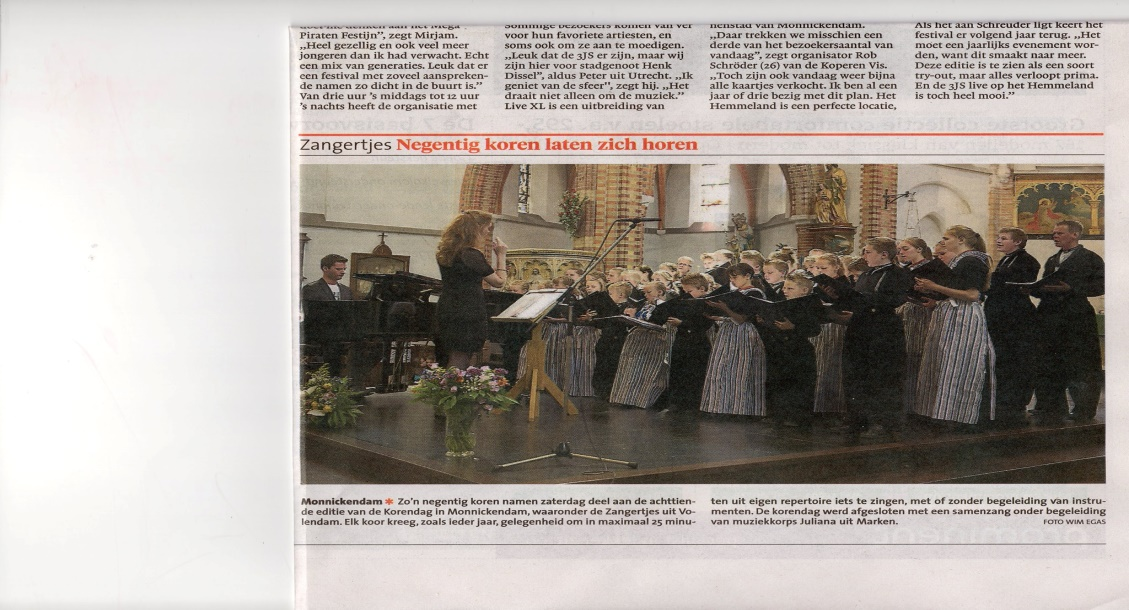 Piraten Festijn”, zegt Mirjam.
„Heel gezellig en ook veel meer
jongeren dan ik had verwacht. Echt
een mix van generaties. Leuk dat er
een festival met zoveel aansprekende
namen zo dicht in de buurt is.”
Van drie uur ’s middags tot 12 uur
’s nachts heeft de organisatie met
sommige bezoekers komen van ver
voor hun favoriete artiesten, en
soms ook om ze aan te moedigen.
„Leuk dat de 3JS er zijn, maar wij
zijn hier voor stadgenoot Henk
Dissel”, aldus Peter uit Utrecht. „Ik
geniet van de sfeer”, zegt hij. „Het
draait niet alleen om de muziek.”
Live XL is een uitbreiding van
nenstad van Monnickendam.
„Daar trekken we misschien een
derde van het bezoekersaantal van
vandaag”, zegt organisator Rob
Schröder (26) van de Koperen Vis.
„Toch zijn ook vandaag weer bijna
alle kaartjes verkocht. Ik ben al een
jaar of drie bezig met dit plan. Het
Hemmeland is een perfecte locatie,
Als het aan Schreuder ligt keert het
festival er volgend jaar terug. „Het
moet een jaarlijks evenement wor-
den, want dit smaakt naar meer.
Deze editie is te zien als een soort
try-out, maar alles verloopt prima.
En de 3JS live op het Hemmeland
is toch heel mooi.”
Zangertjes Negentig koren laten zich horen
Monnickendam * Zo’n negentig koren namen zaterdag deel aan de achttien-
de editie van de Korendag in Monnickendam, waaronder de Zangertjes uit Vo-
lendam. Elk koor kreeg, zoals ieder jaar, gelegenheid om in maximaal 25 minu-
ten uit eigen repertoire iets te zingen, met of zonder begeleiding van instru-
menten. De korendag werd afgesloten met een samenzang onder begeleiding
van muziekkorps Juliana uit Marken.
FOTO WIM EGAS